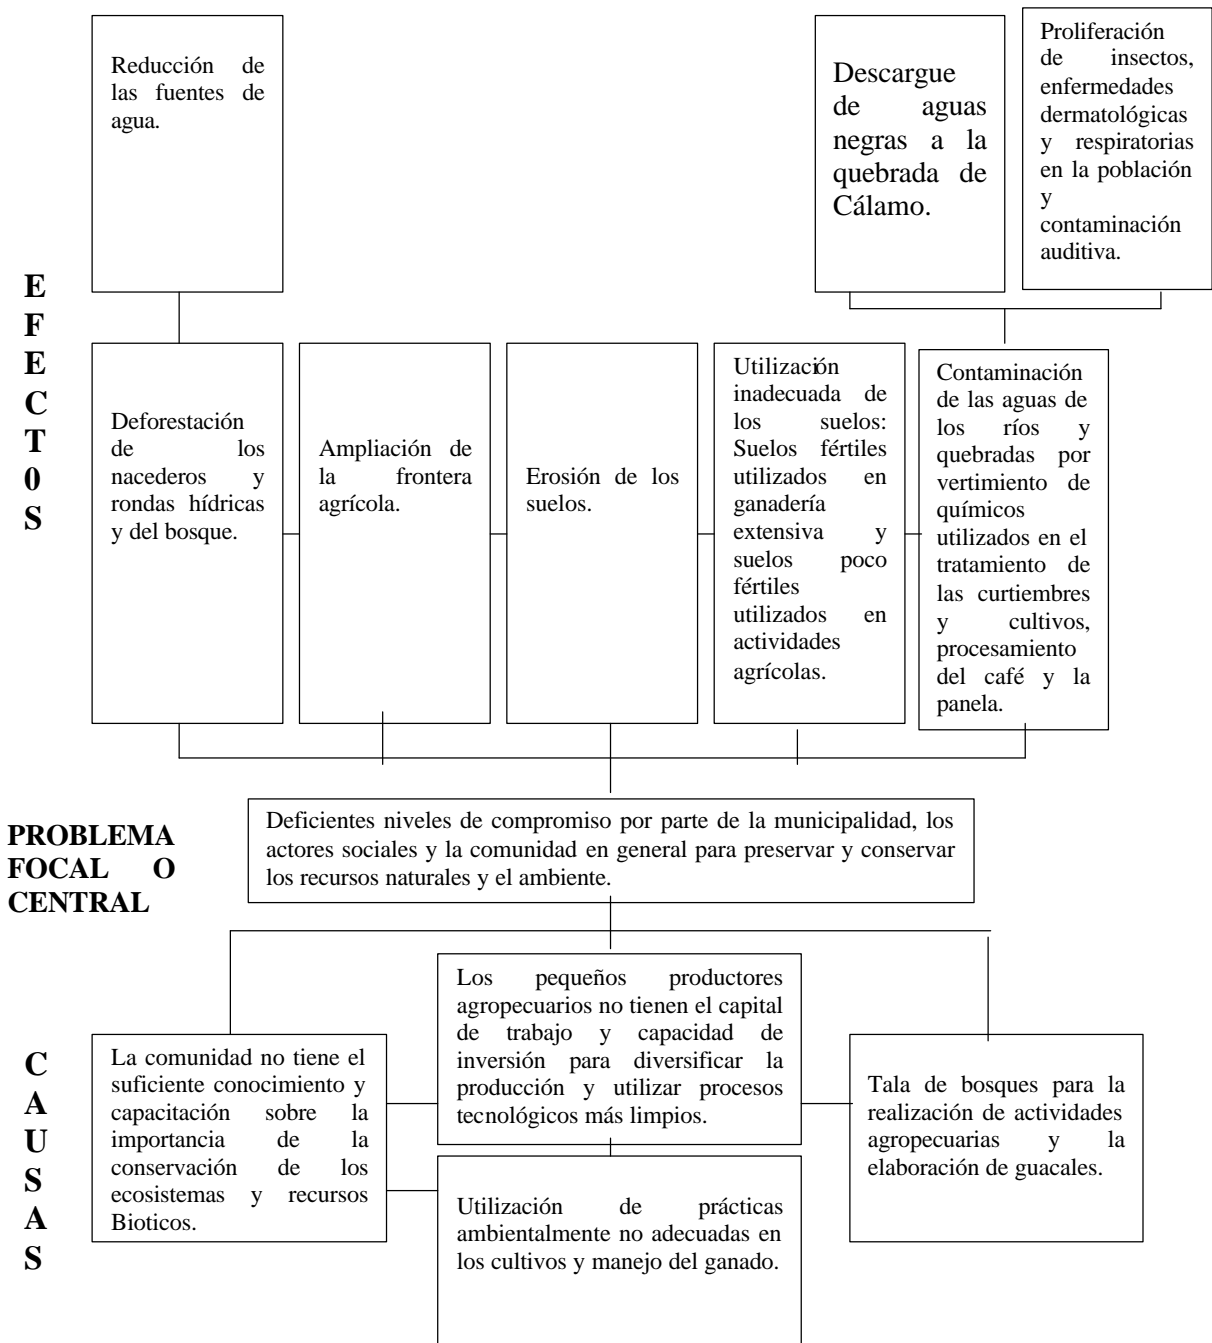 Reducción de
las fuentes de
agua.
Descargue
de aguas
negras a la
quebrada de
Cálamo.
Proliferación
de insectos,
enfermedades
dermatológicas
y respiratorias
en la población
y
contaminación
auditiva.
E
F
E
C
T
0
S
Deforestación
de los
nacederos y
rondas hídricas
y del bosque.
Ampliación de
la frontera
agrícola.
Erosión de los
suelos.
Utilización
inadecuada de
los suelos:
Suelos fértiles
utilizados en
ganadería
extensiva y
suelos poco
fértiles
utilizados en
actividades
agrícolas.
Contaminación
de las aguas de
los ríos y
quebradas por
vertimiento de
químicos
utilizados en el
tratamiento de
las curtiembres
y cultivos,
procesamiento
del café y la
panela.
PROBLEMA
FOCAL O
CENTRAL
Deficientes niveles de compromiso por parte de la municipalidad, los
actores sociales y la comunidad en general para preservar y conservar
los recursos naturales y el ambiente.
C
A
U
S
A
S
La comunidad no tiene el
suficiente conocimiento y
capacitación sobre la
importancia de la
conservación de los
ecosistemas y recursos
Bioticos.
Los pequeños productores
agropecuarios no tienen el capital
de trabajo y capacidad de
inversión para diversificar la
producción y utilizar procesos
tecnológicos más limpios.
Tala de bosques para la
realización de actividades
agropecuarias y la
elaboración de guacales.
Utilización de prácticas
ambientalmente no adecuadas en
los cultivos y manejo del ganado.